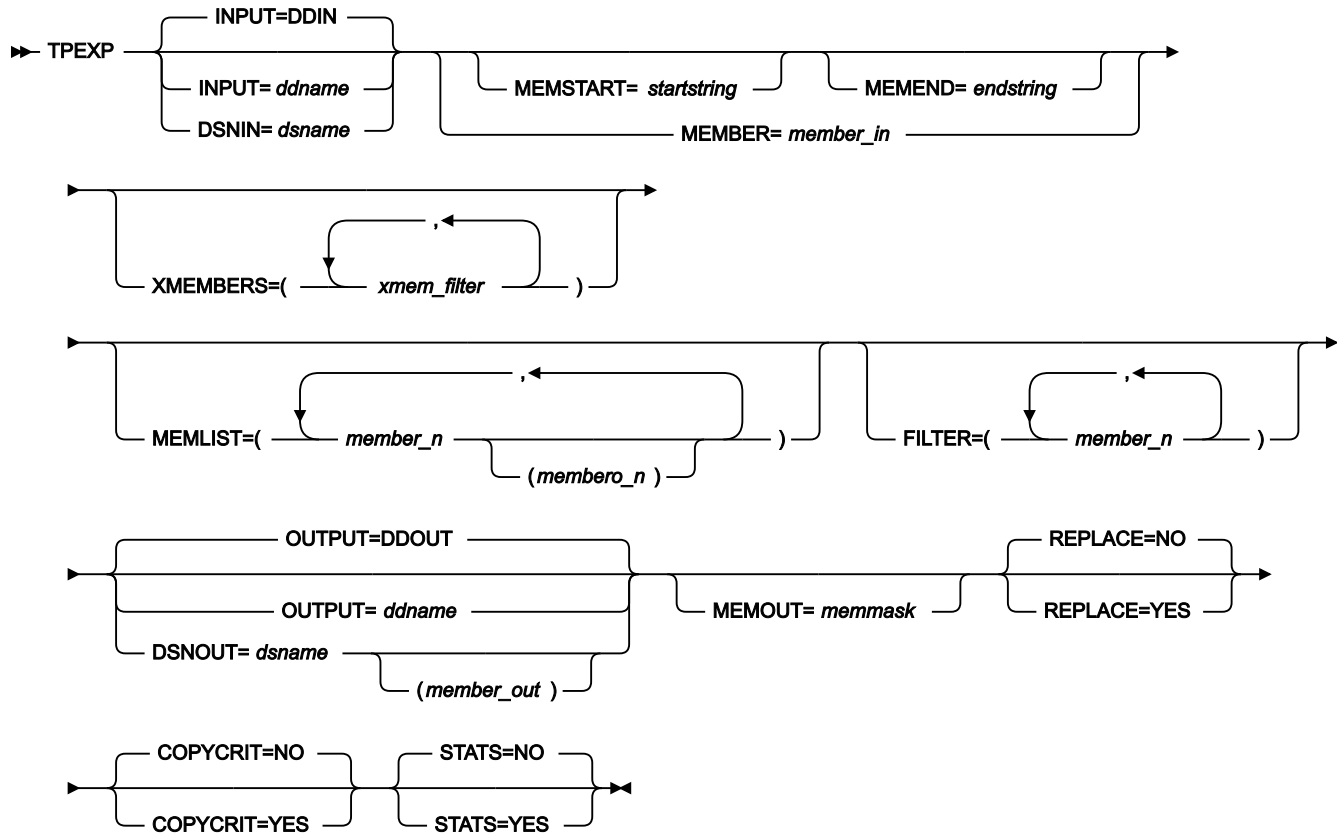 INPUT=DDIN
TPEXP
INPUT= ddname
DSNIN= dsname
MEMSTART= startstring
MEMEND= endstring
MEMBER= member_in
,
XMEMBERS=( xmem_filter )
,
MEMLIST=( member_n )
(membero_n )
,
FILTER=( member_n )
OUTPUT=DDOUT
OUTPUT= ddname
DSNOUT= dsname
(member_out )
MEMOUT= memmask
REPLACE=NO
REPLACE=YES
COPYCRIT=NO
COPYCRIT=YES
STATS=NO
STATS=YES